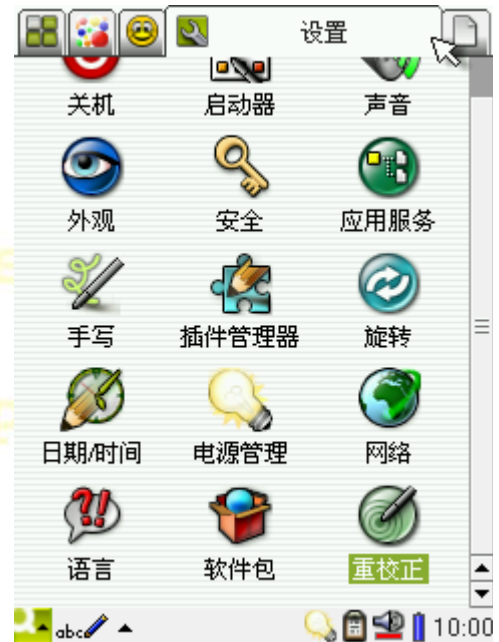 设置
关机 启动器 声音
外观 安全 应用服务
手写 插件管理器 旋转
日期/时间 电源管理 网络
语言 软件包 重校正
abc 10:00